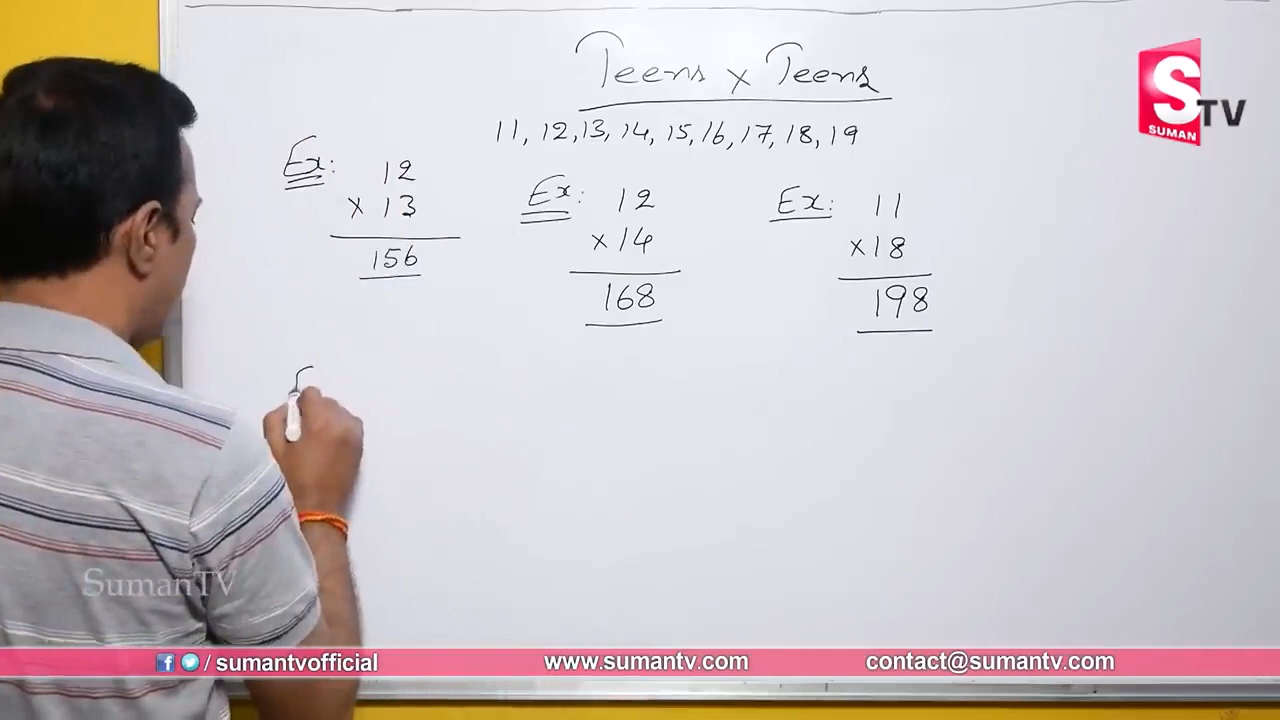 Teens x Teens
11, 12, 13, 14, 15, 16, 17, 18, 19
Ex: 12
x 13
156
Ex: 12
x 14
168
Ex: 11
x 18
198
S TV
SUMAN
SumanTV
/ sumantvofficial
www.sumantv.com
contact@sumantv.com